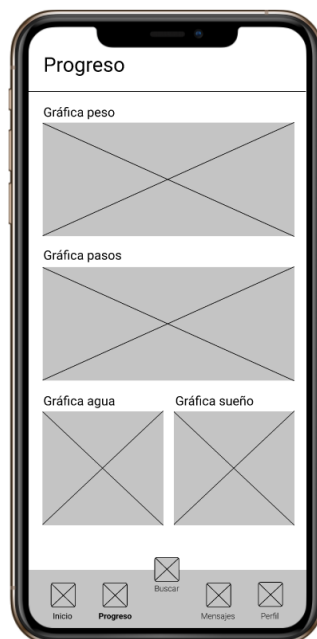 Progreso
Gráfica peso
Gráfica pasos
Gráfica agua
Gráfica sueño
Inicio
Progreso
Buscar
Mensajes
Perfil